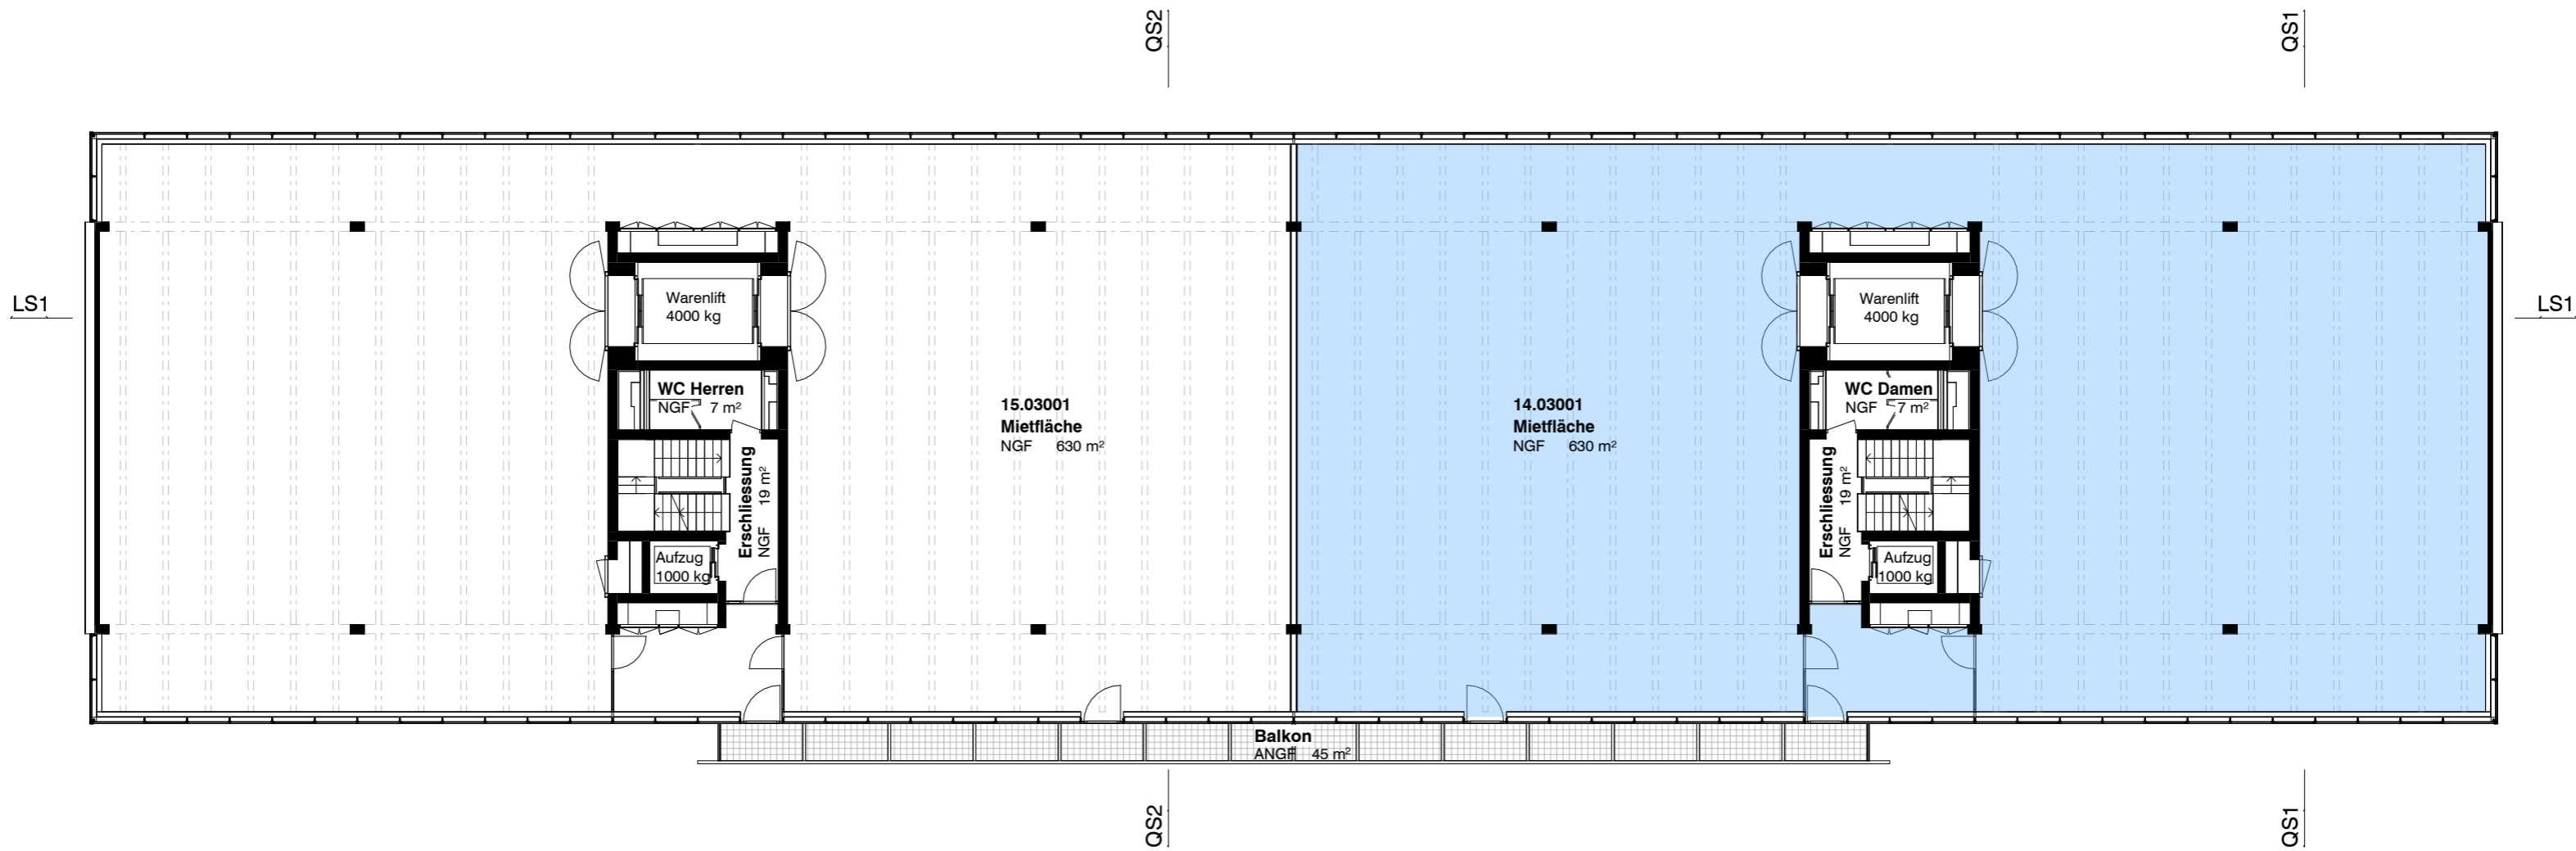 QS2
QS1
LS1
LS1
Warenlift
4000 kg
Warenlift
4000 kg
WC Herren
NGF 7 m²
15.03001
Mietfläche
NGF 630 m²
14.03001
Mietfläche
NGF 630 m²
WC Damen
NGF 7 m²
Erschliessung
NGF 19 m²
Erschliessung
NGF 19 m²
Aufzug
1000 kg
Aufzug
1000 kg
Balkon
ANGF 45 m²
QS2
QS1